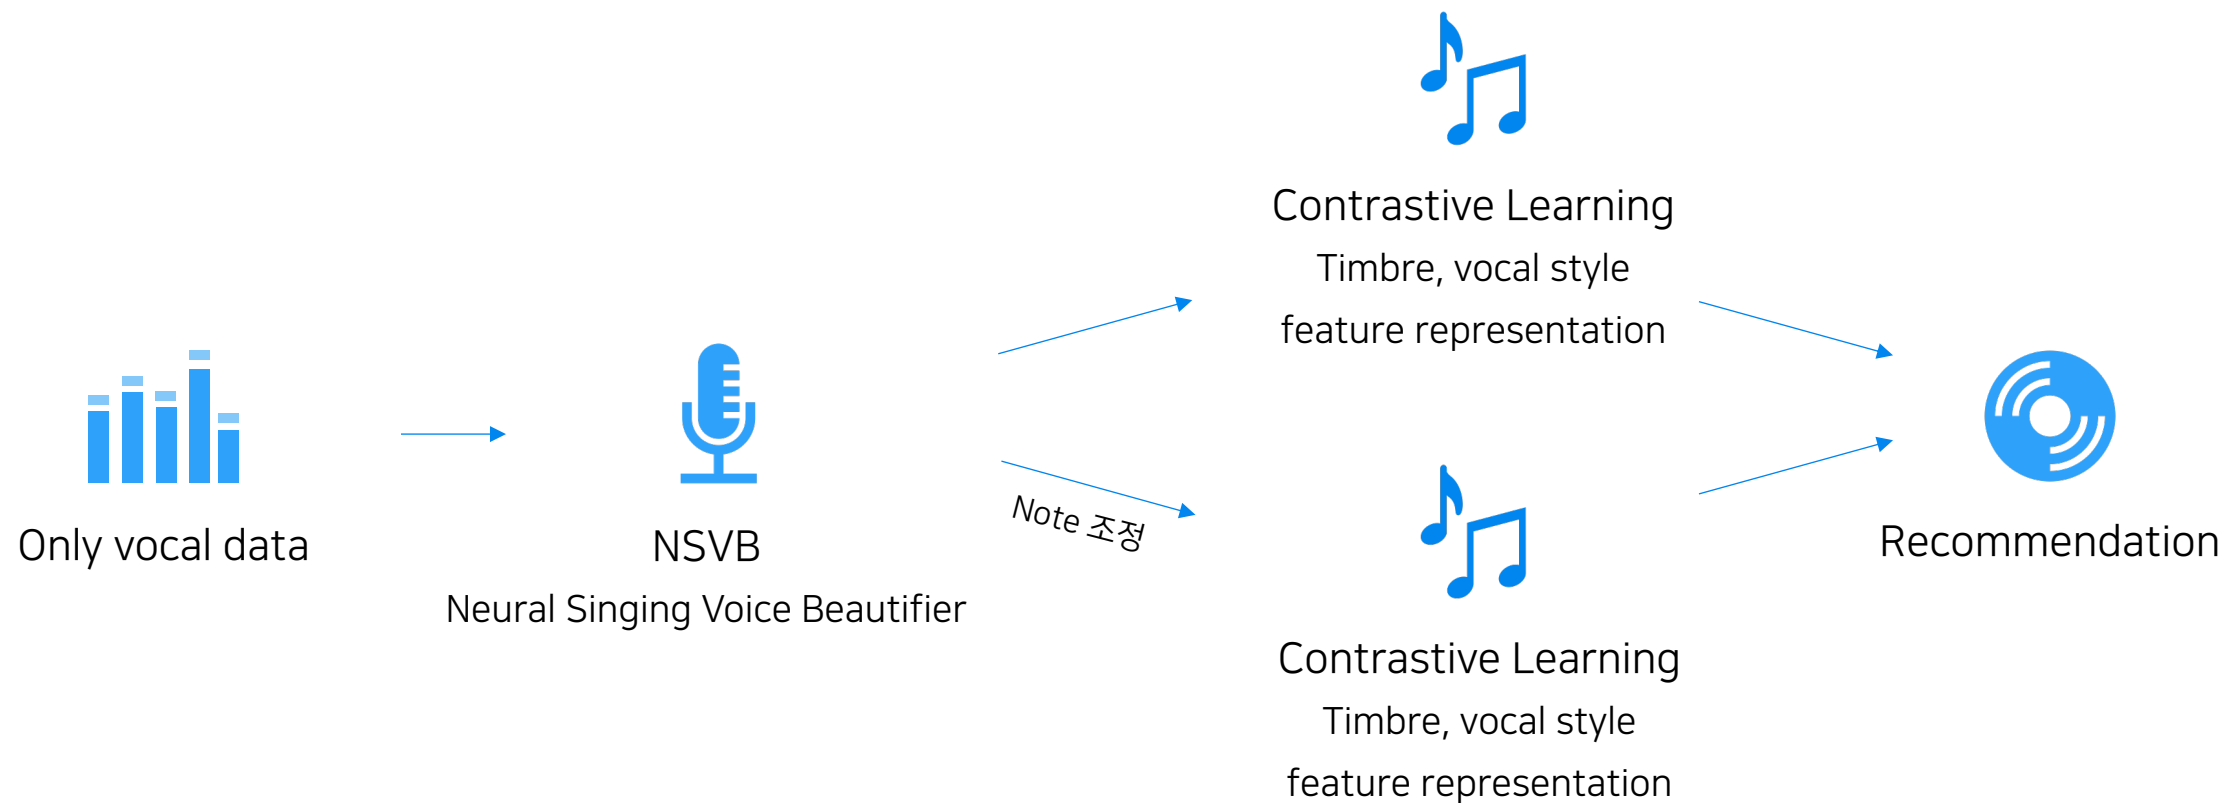 Only vocal data
NSVB
Neural Singing Voice Beautifier
Note 조정
Contrastive Learning
Timbre, vocal style
feature representation
Contrastive Learning
Timbre, vocal style
feature representation
Recommendation